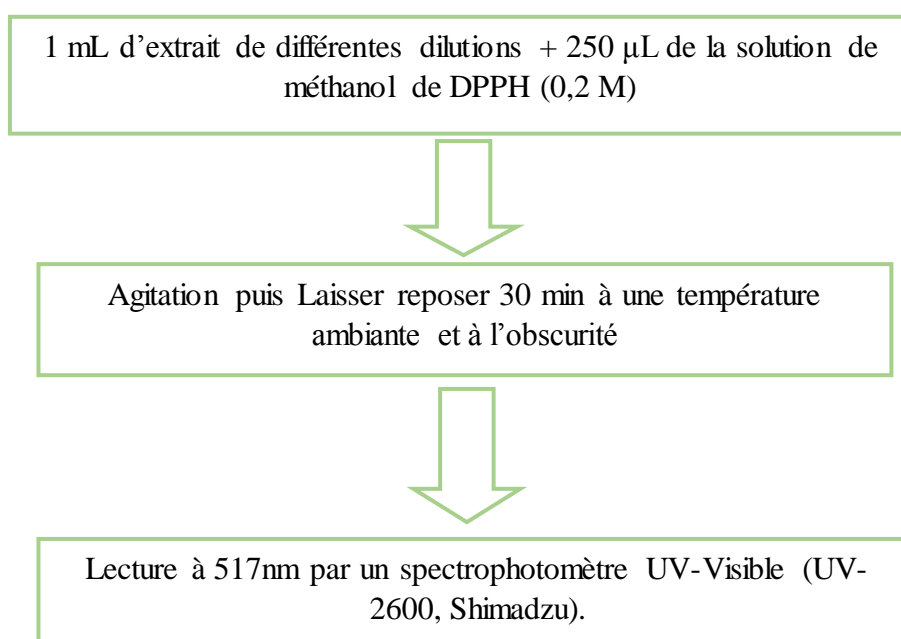 1 mL d’extrait de différentes dilutions + 250 µL de la solution de
méthanol de DPPH (0,2 M)
Agitation puis Laisser reposer 30 min à une température
ambiante et à l’obscurité
Lecture à 517nm par un spectrophotomètre UV-Visible (UV-
2600, Shimadzu).